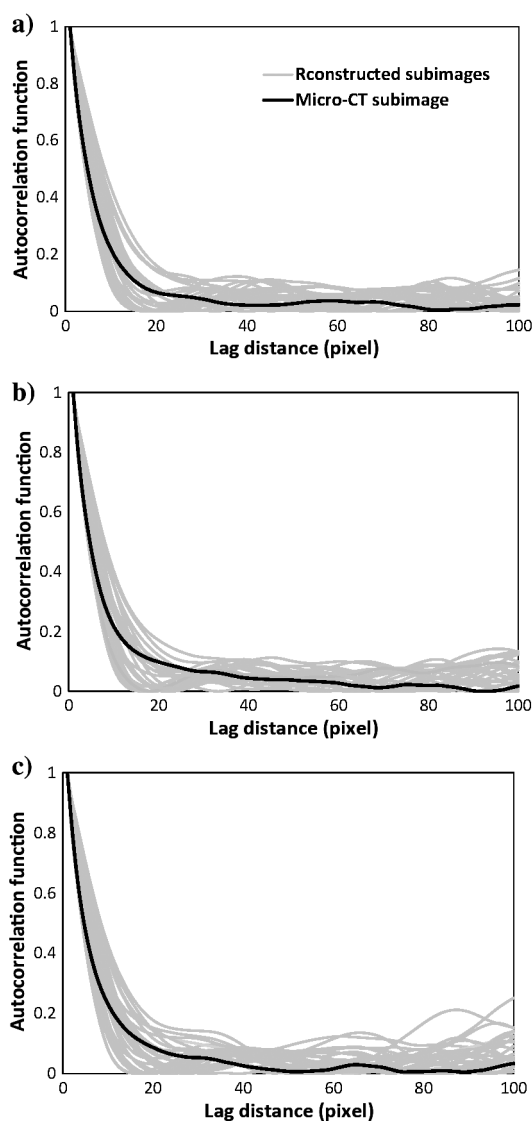 a)
1
0.8
0.6
0.4
0.2
0
Autocorrelation function
Rconstructed subimages
Micro-CT subimage
0 20 40 60 80 100
Lag distance (pixel)
b)
1
0.8
0.6
0.4
0.2
0
Autocorrelation function
0 20 40 60 80 100
Lag distance (pixel)
c)
1
0.8
0.6
0.4
0.2
0
Autocorrelation function
0 20 40 60 80 100
Lag distance (pixel)